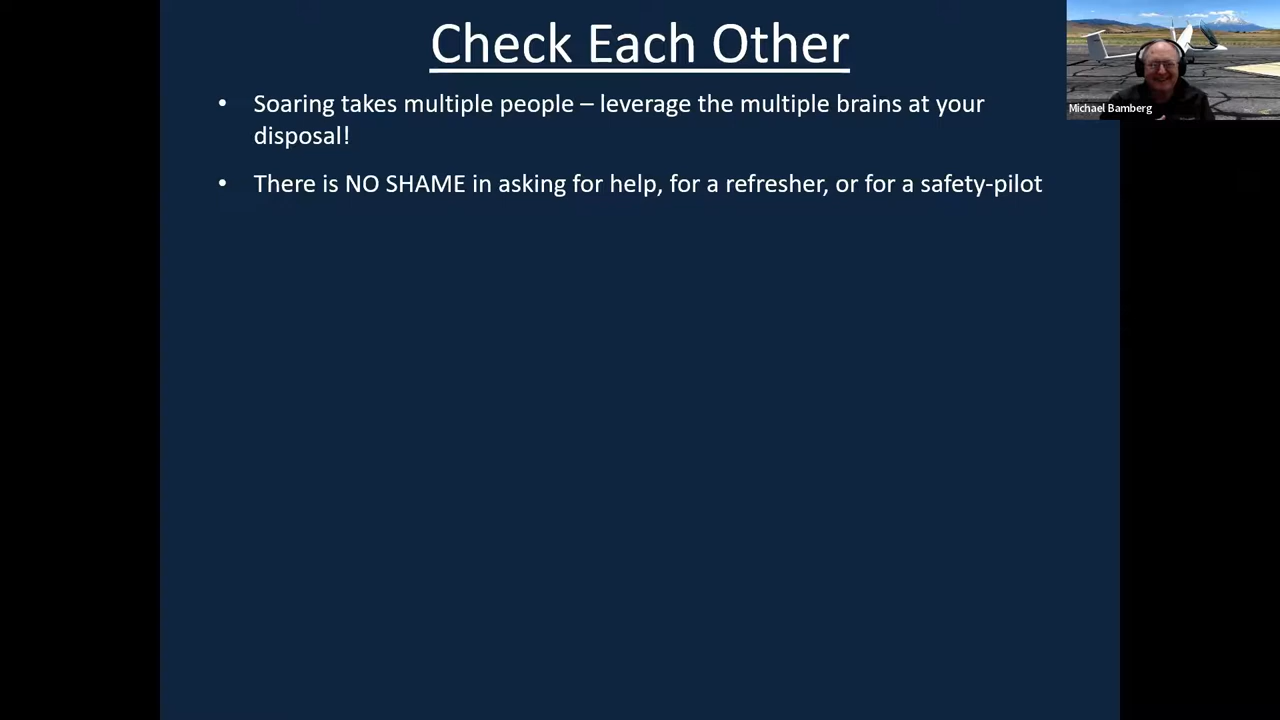 Check Each Other
• Soaring takes multiple people – leverage the multiple brains at your
disposal!
• There is NO SHAME in asking for help, for a refresher, or for a safety-pilot
Michael Bamberg